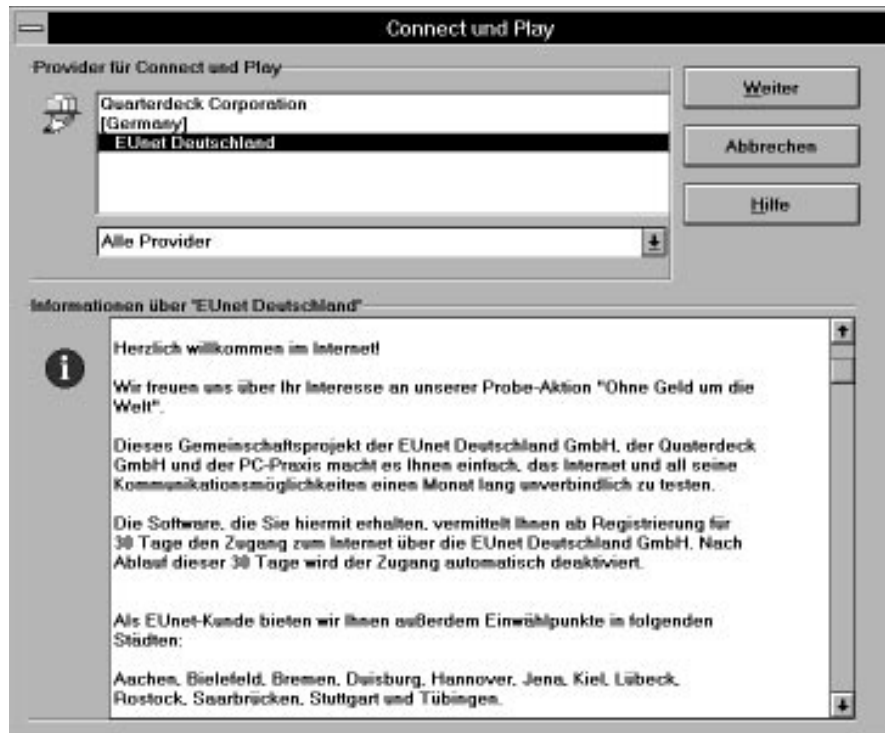 Connect und Play
Provider für Connect und Play
Quarterdeck Corporation
[Germany]
EUnet Deutschland
Alle Provider
Weiter
Abbrechen
Hilfe
Informationen über "EUnet Deutschland"
Herzlich willkommen im Internet!
Wir freuen uns über Ihr Interesse an unserer Probe-Aktion "Ohne Geld um die
Welt".
Dieses Gemeinschaftsprojekt der EUnet Deutschland GmbH, der Quaterdeck
GmbH und der PC-Praxis macht es Ihnen einfach, das Internet und all seine
Kommunikationsmöglichkeiten einen Monat lang unverbindlich zu testen.
Die Software, die Sie hiermit erhalten, vermittelt Ihnen ab Registrierung für
30 Tage den Zugang zum Internet über die EUnet Deutschland GmbH. Nach
Ablauf dieser 30 Tage wird der Zugang automatisch deaktiviert.
Als EUnet-Kunde bieten wir Ihnen außerdem Einwählpunkte in folgenden
Städten:
Aachen, Bielefeld, Bremen, Duisburg, Hannover, Jena, Kiel, Lübeck,
Rostock, Saarbrücken, Stuttgart und Tübingen.